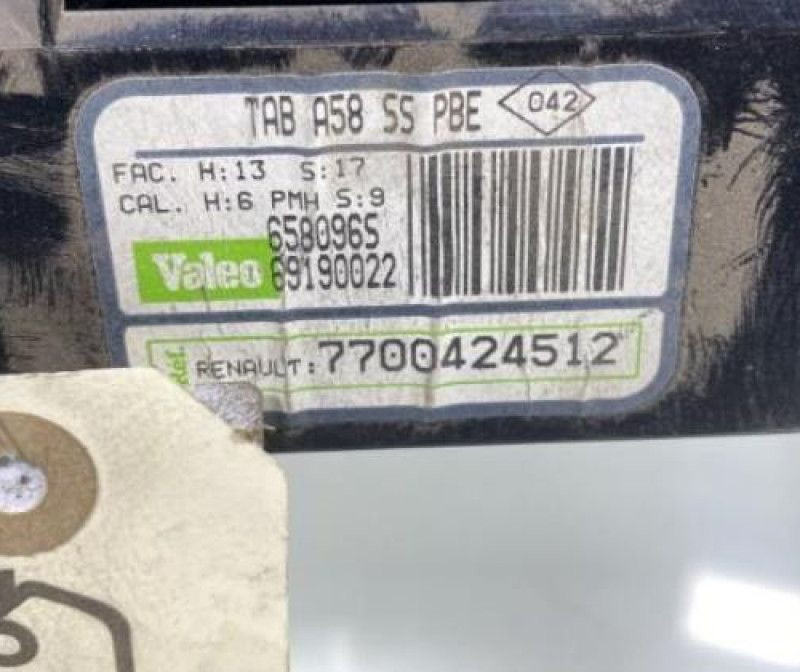 TAB A58 SS PBE 042
FAC. H:13 S:17
CAL. H:6 PMH S:9
6580965
Valeo 69190022
RENAULT: 7700424512